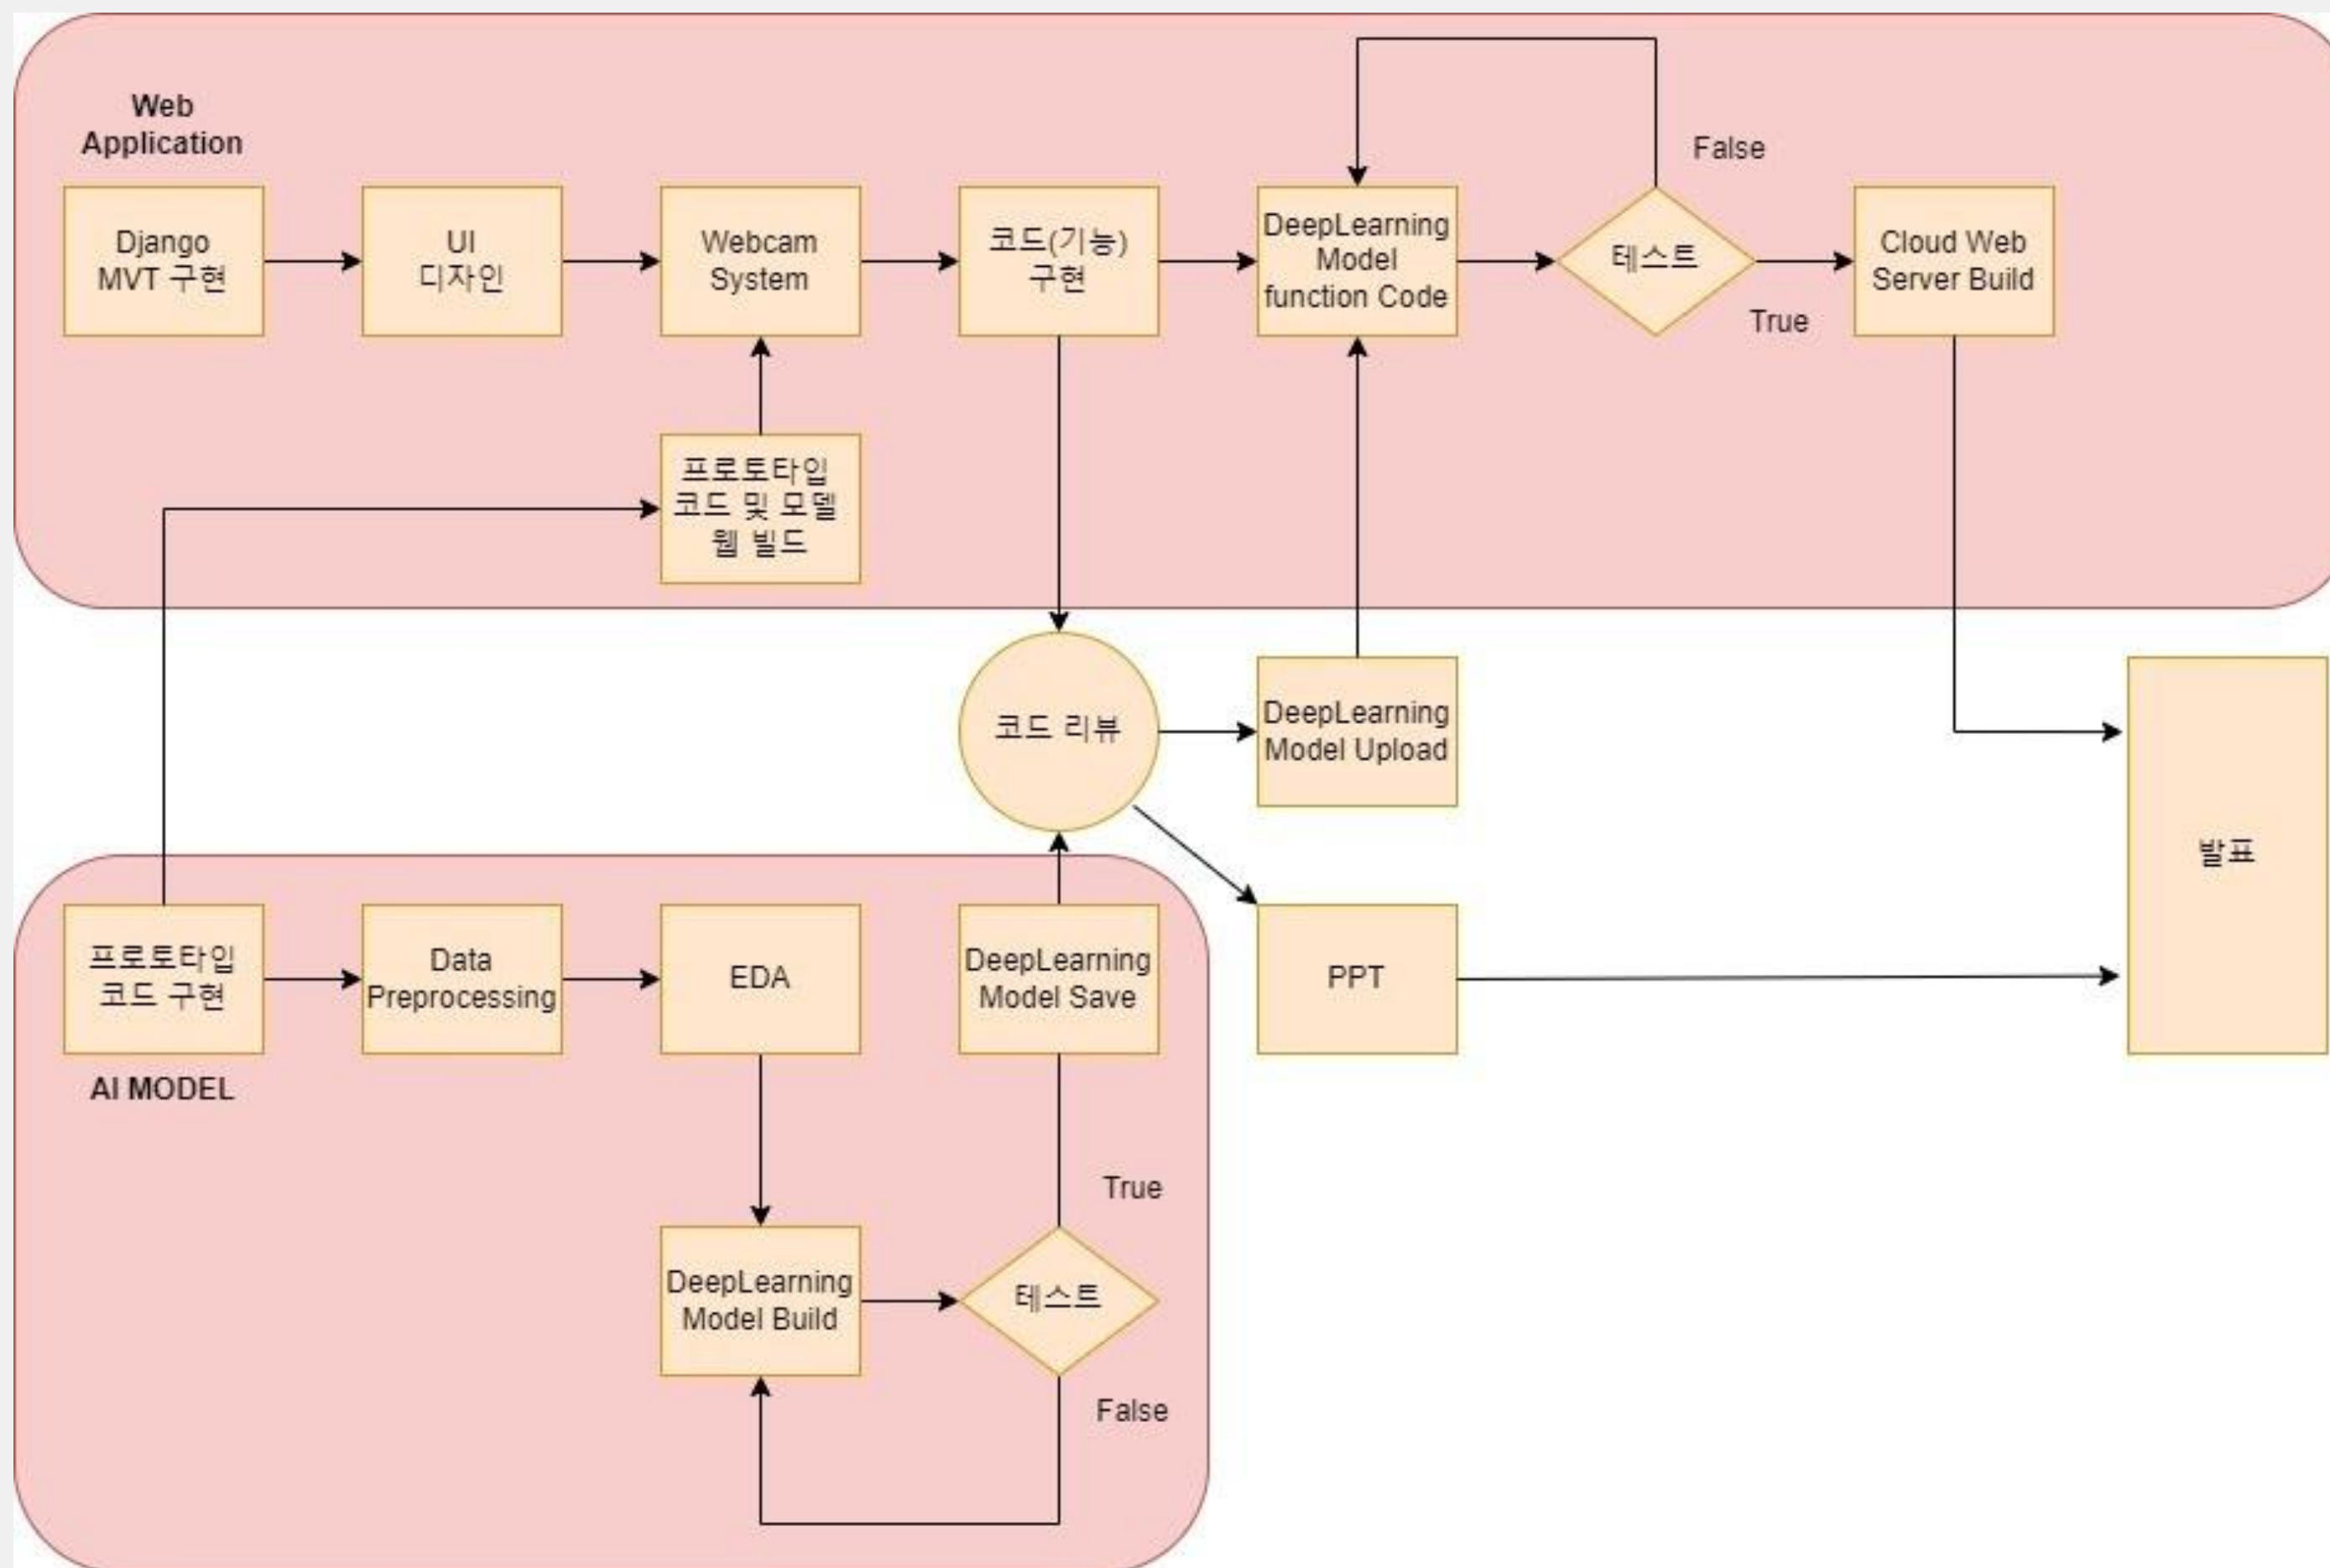 Web
Application
False
Django
MVT 구현
UI
디자인
Webcam
System
코드(기능)
구현
DeepLearning
Model
function Code
테스트
Cloud Web
Server Build
True
프로토타입
코드 및 모델
웹 빌드
코드 리뷰
DeepLearning
Model Upload
발표
프로토타입
코드 구현
Data
Preprocessing
EDA
DeepLearning
Model Save
PPT
AI MODEL
True
DeepLearning
Model Build
테스트
False